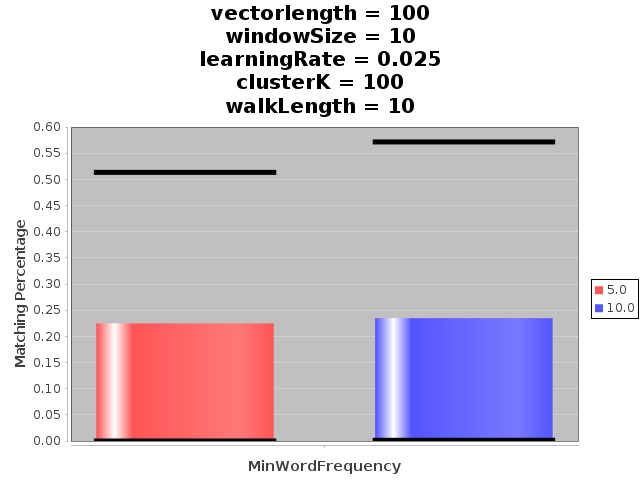 vectorlength = 100
windowSize = 10
learningRate = 0.025
clusterK = 100
walkLength = 10
0.60
0.55
0.50
0.45
0.40
0.35
0.30
0.25
0.20
0.15
0.10
0.05
0.00
Matching Percentage
MinWordFrequency
5.0
10.0